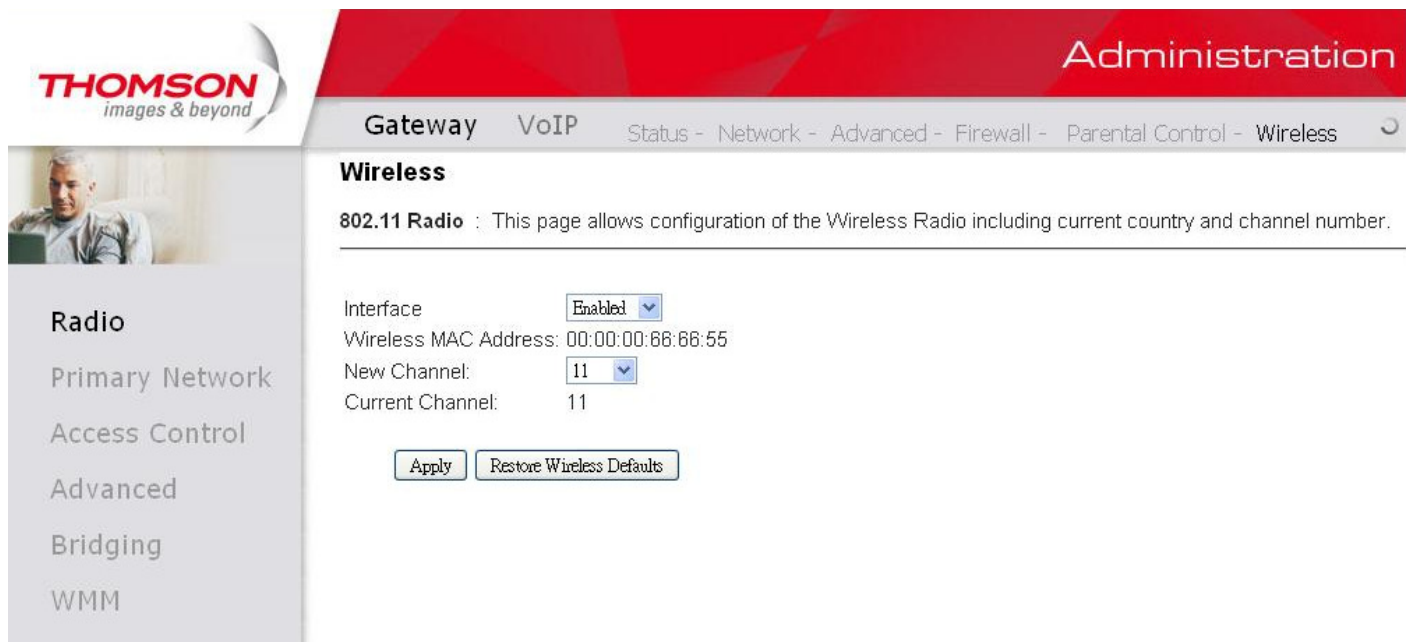 THOMSON
images & beyond
Administration
Gateway VoIP Status - Network - Advanced - Firewall - Parental Control - Wireless
Wireless
802.11 Radio : This page allows configuration of the Wireless Radio including current country and channel number.
Radio
Primary Network
Access Control
Advanced
Bridging
WMM
Interface Enabled
Wireless MAC Address: 00:00:00:66:66:55
New Channel: 11
Current Channel: 11
Apply Restore Wireless Defaults